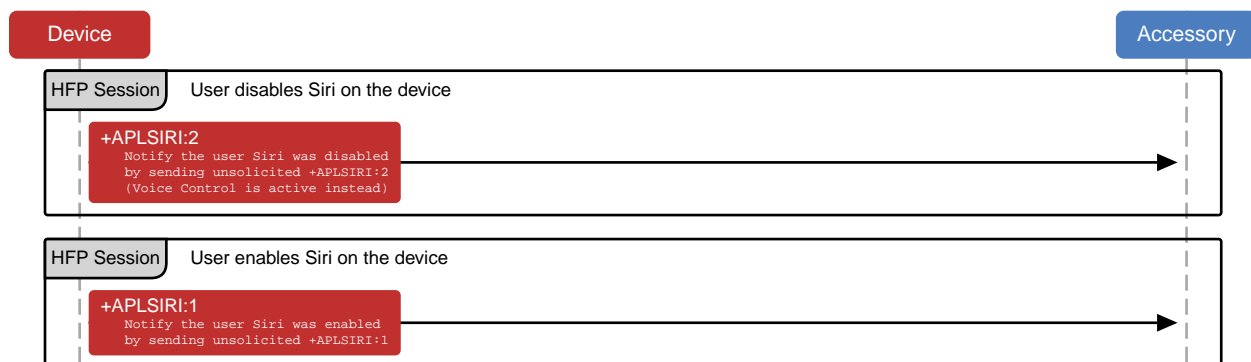 Device
Accessory
HFP Session
User disables Siri on the device
+APLSIRI:2
Notify the user Siri was disabled
by sending unsolicited +APLSIRI:2
(Voice Control is active instead)
HFP Session
User enables Siri on the device
+APLSIRI:1
Notify the user Siri was enabled
by sending unsolicited +APLSIRI:1